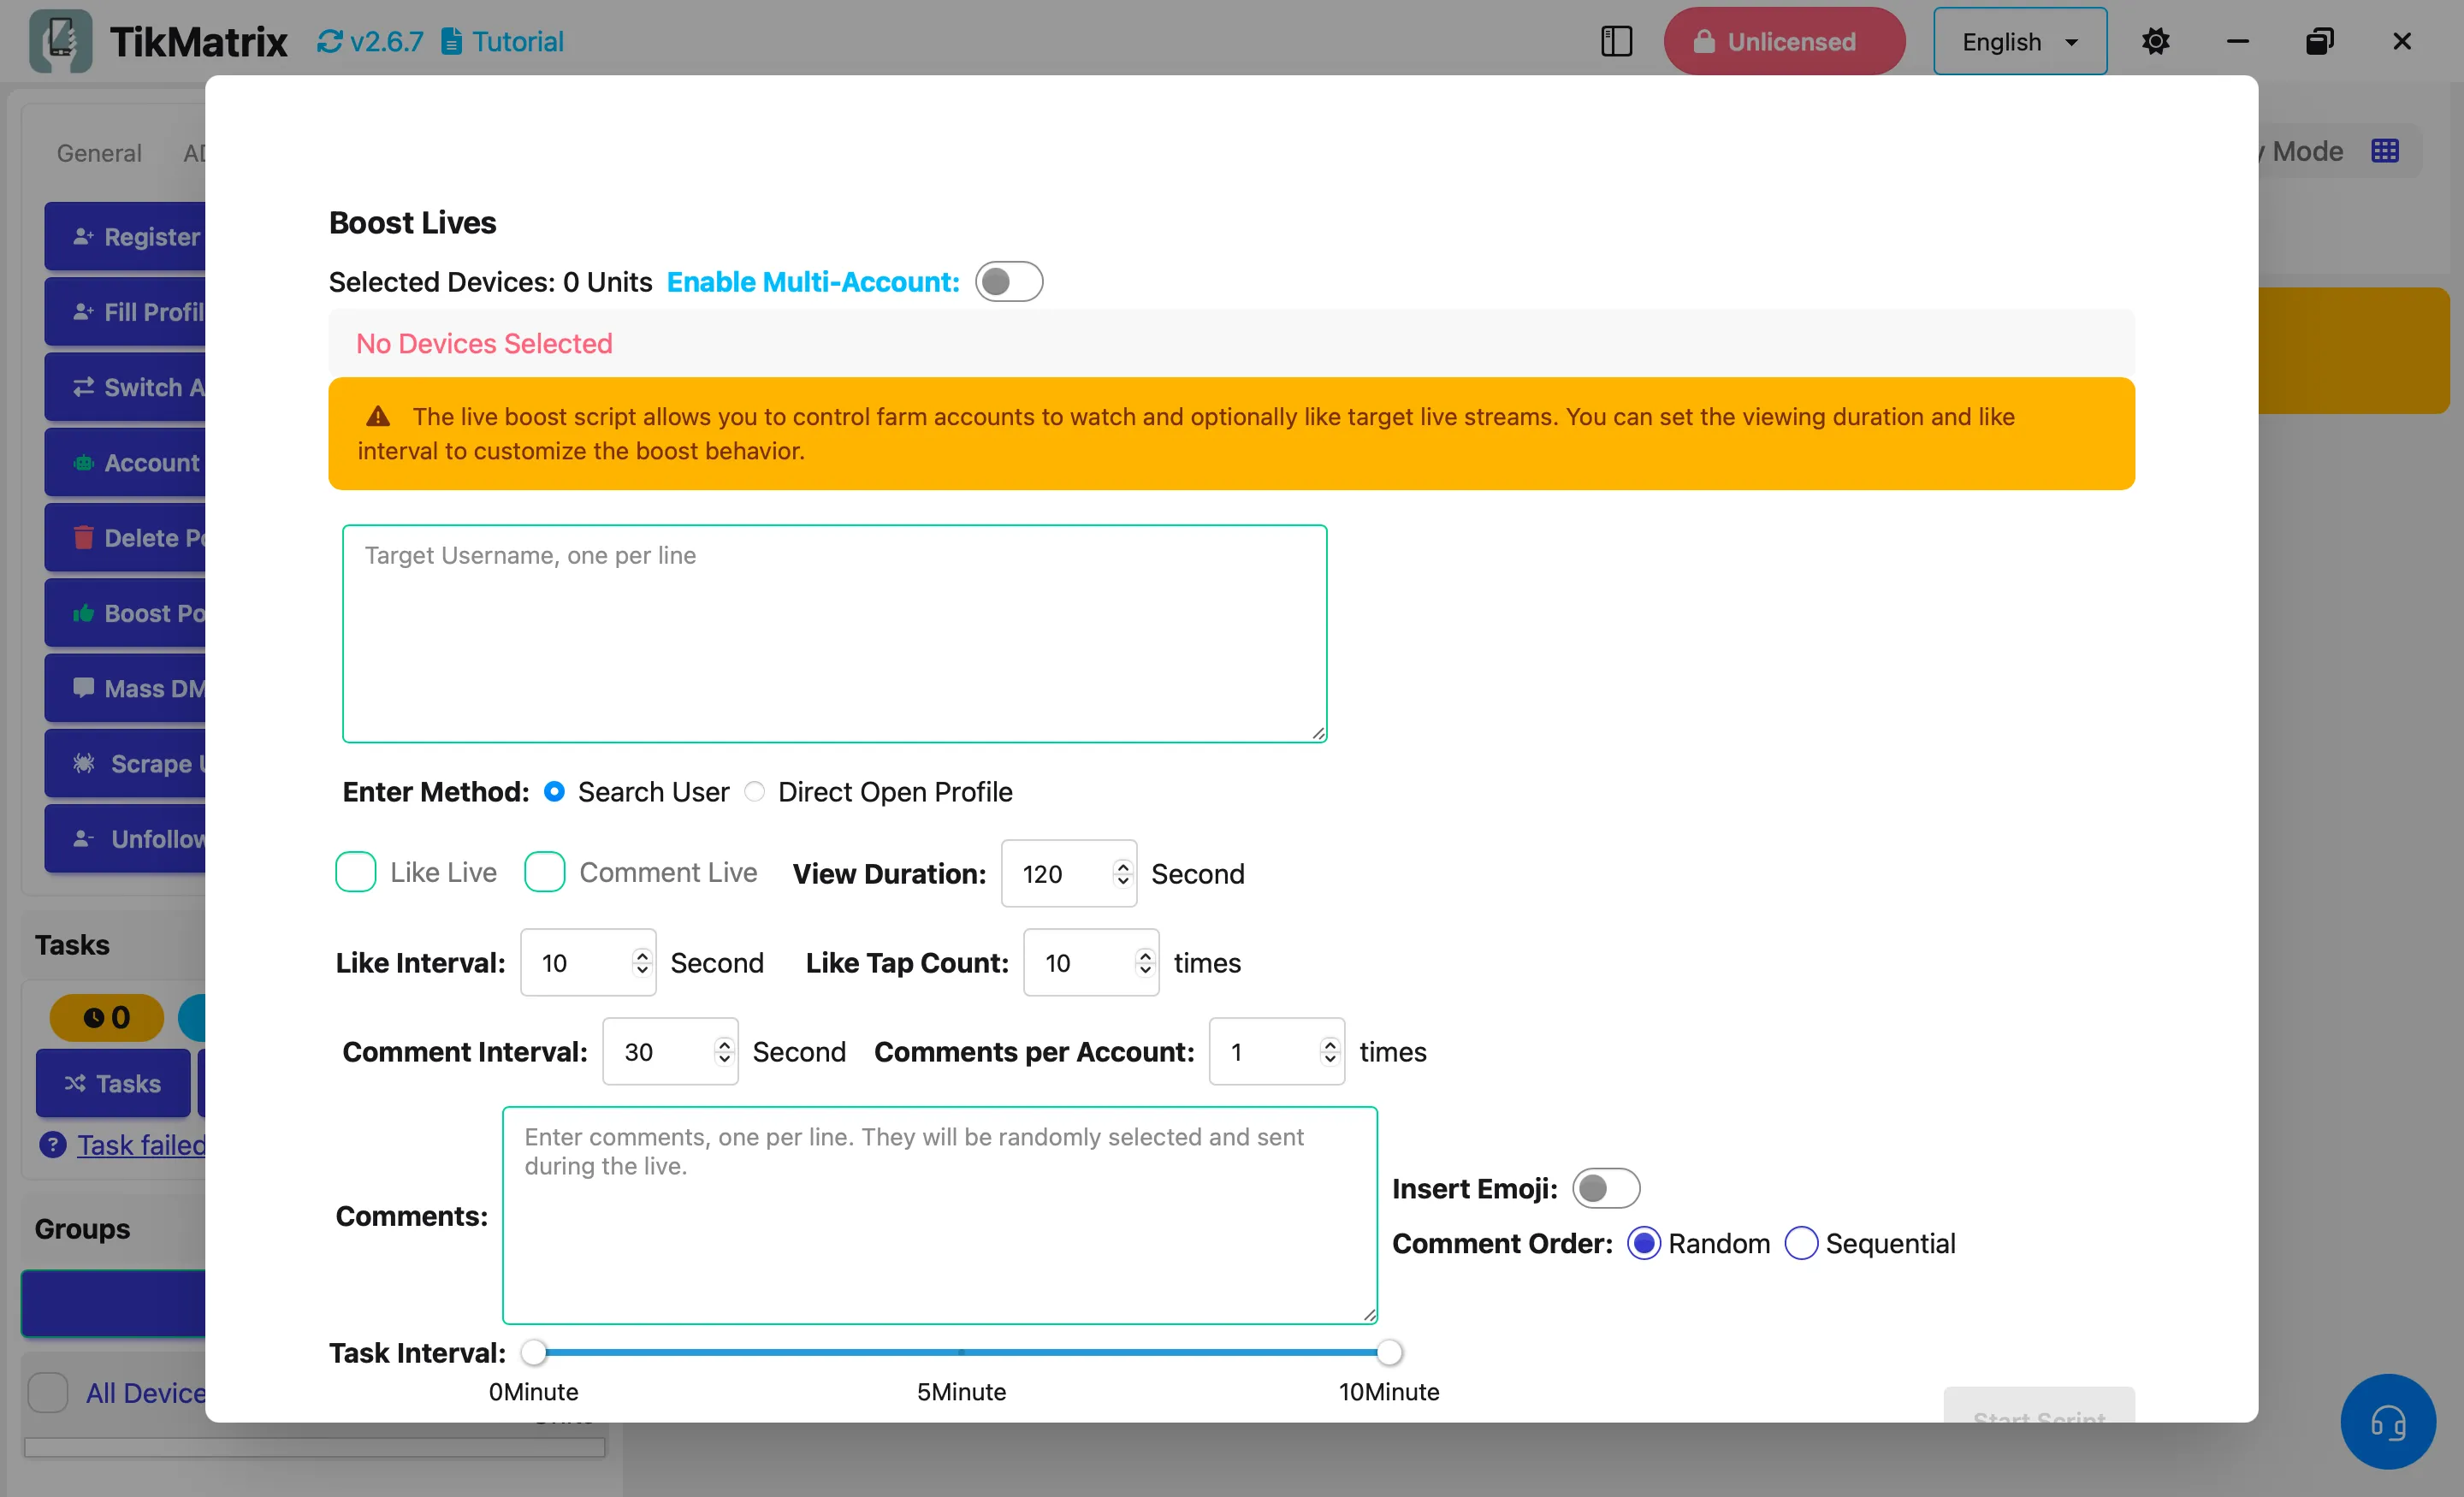 TikMatrix v2.6.7 Tutorial Unlicensed English
General
Mode
Register
Fill
Switch
Account
Delete
Boost
Mass DM
Scrape
Unfollow
Tasks
0
Tasks
Task failed
Groups
All
Boost Lives
Selected Devices: 0 Units Enable Multi-Account:
No Devices Selected
The live boost script allows you to control farm accounts to watch and optionally like target live streams. You can set the viewing duration and like
interval to customize the boost behavior.
Target Username, one per line
Enter Method: Search User Direct Open Profile
Like Live Comment Live View Duration: 120 Second
Like Interval: 10 Second Like Tap Count: 10 times
Comment Interval: 30 Second Comments per Account: 1 times
Enter comments, one per line. They will be randomly selected and sent
during the live.
Comments:
Insert Emoji:
Comment Order: Random Sequential
Task Interval:
0Minute 5Minute 10Minute
Start Script